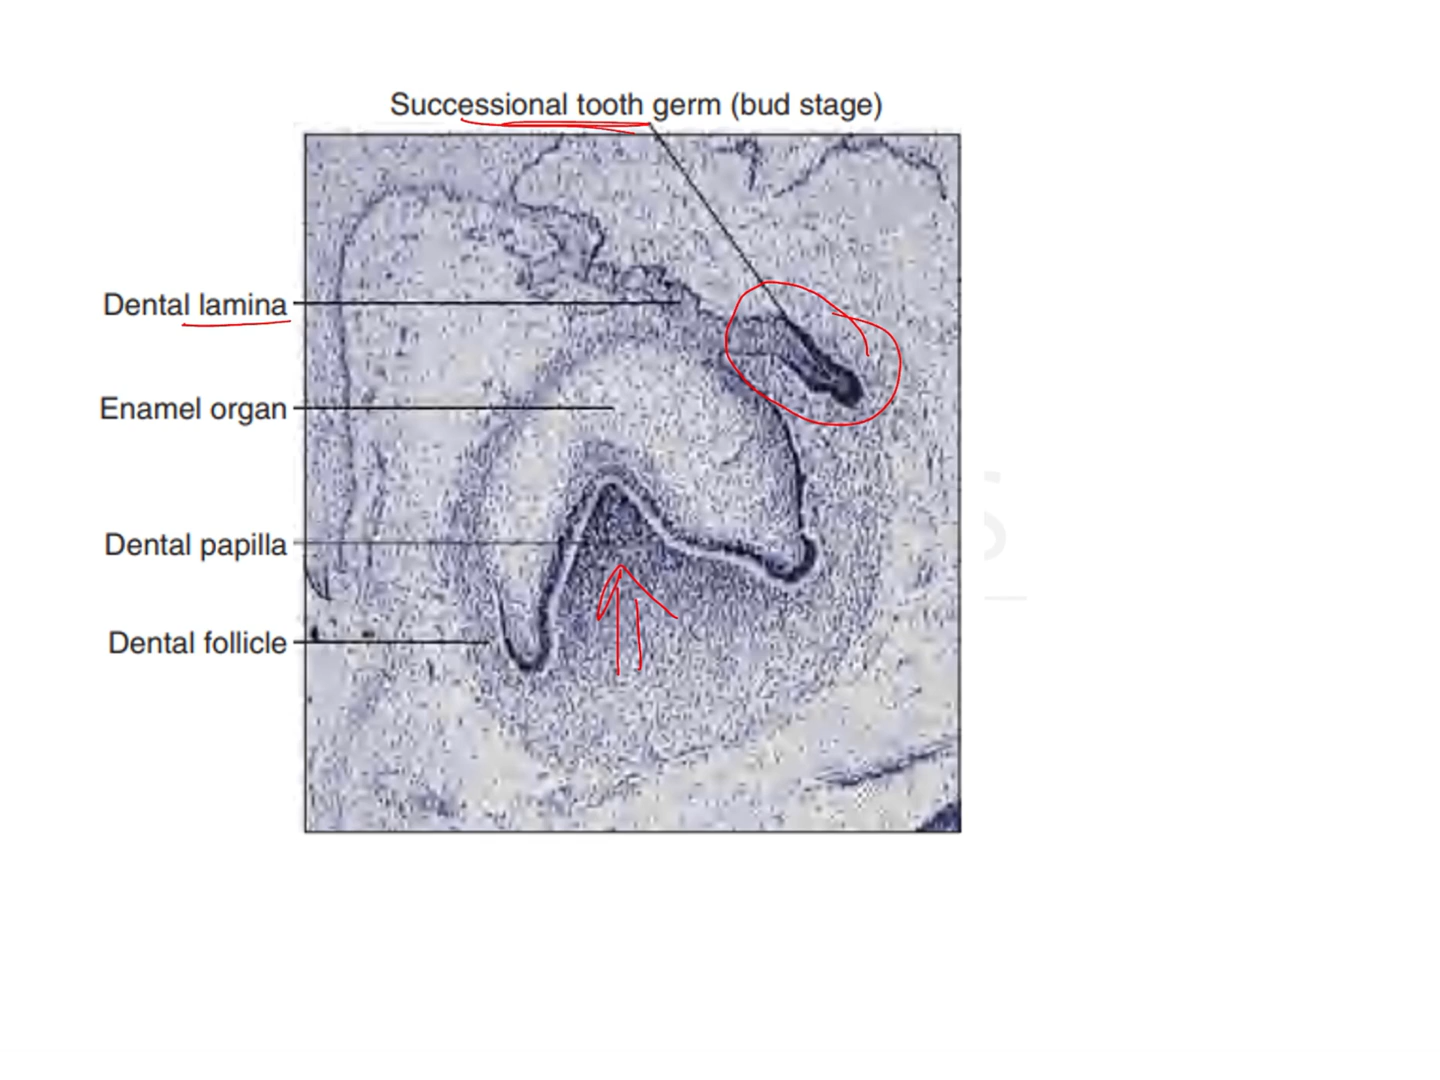 Successional tooth germ (bud stage)
Dental lamina
Enamel organ
Dental papilla
Dental follicle